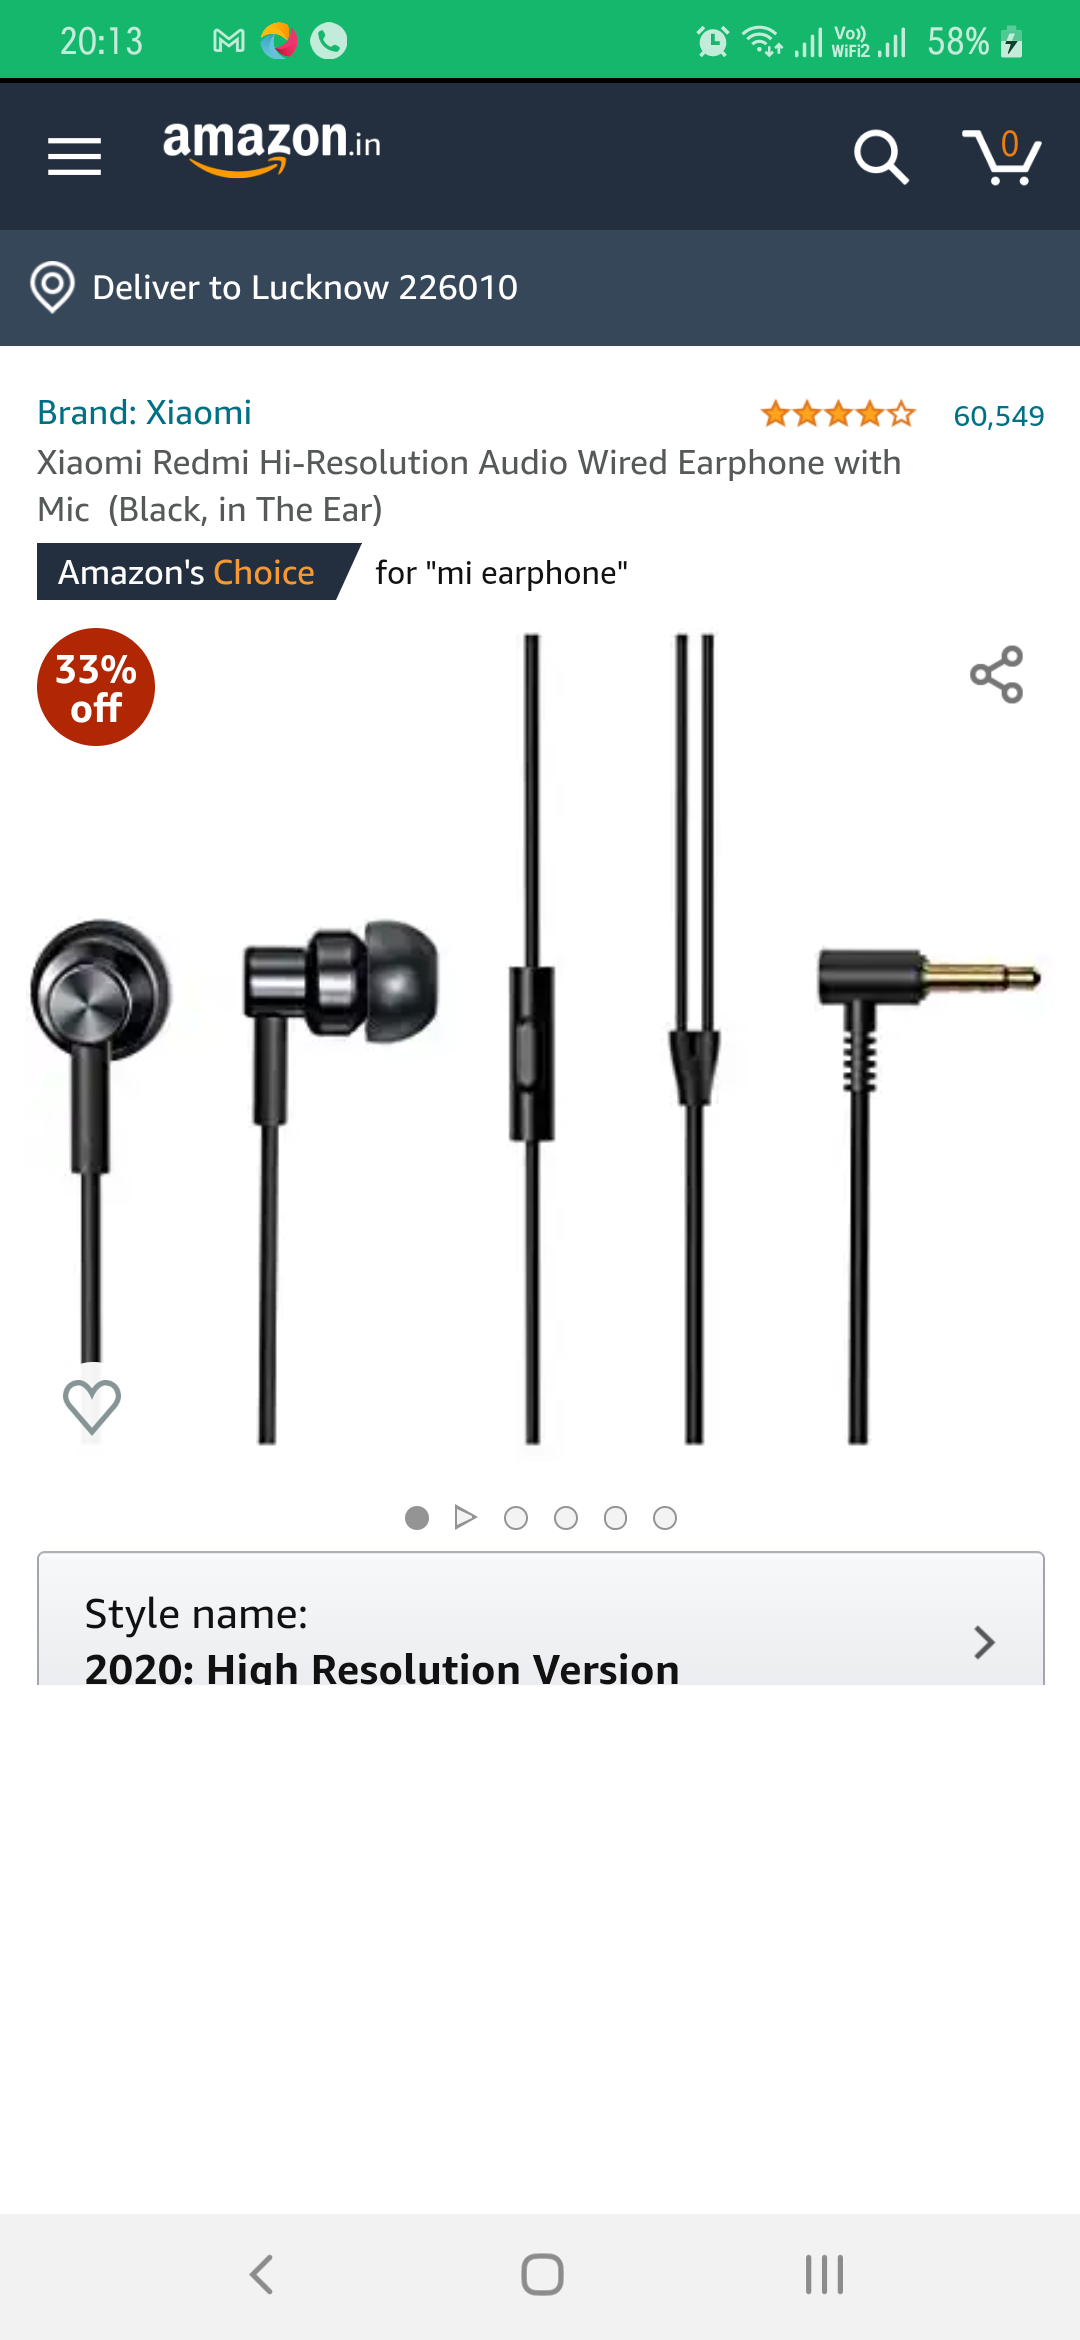 20:13
Vo))
WiFi2
58%
amazon.in
0
Deliver to Lucknow 226010
Brand: Xiaomi
60,549
Xiaomi Redmi Hi-Resolution Audio Wired Earphone with
Mic (Black, in The Ear)
Amazon's Choice for "mi earphone"
33%
off
Style name:
2020: High Resolution Version